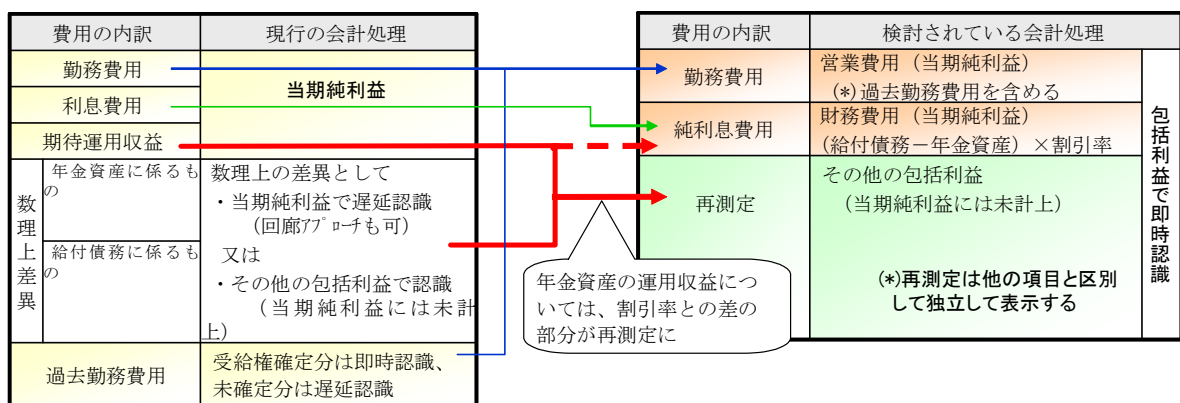 費用の内訳 現行の会計処理
勤務費用
利息費用
当期純利益
期待運用収益
数理上差異
年金資産に係るも
の
給付債務に係るも
の
数理上の差異として
・当期純利益で遅延認識
(回廊アプローチも可)
又は
・その他の包括利益で認識
(当期純利益には未計
上)
過去勤務費用
受給権確定分は即時認識、
未確定分は遅延認識
年金資産の運用収益につ
いては、割引率との差の
部分が再測定に
費用の内訳 検討されている会計処理
勤務費用
営業費用(当期純利益)
(*)過去勤務費用を含める
純利息費用
財務費用(当期純利益)
(給付債務-年金資産)×割引率
再測定
その他の包括利益
(当期純利益には未計上)
(*)再測定は他の項目と区別
して独立して表示する
包括利益で即時認識